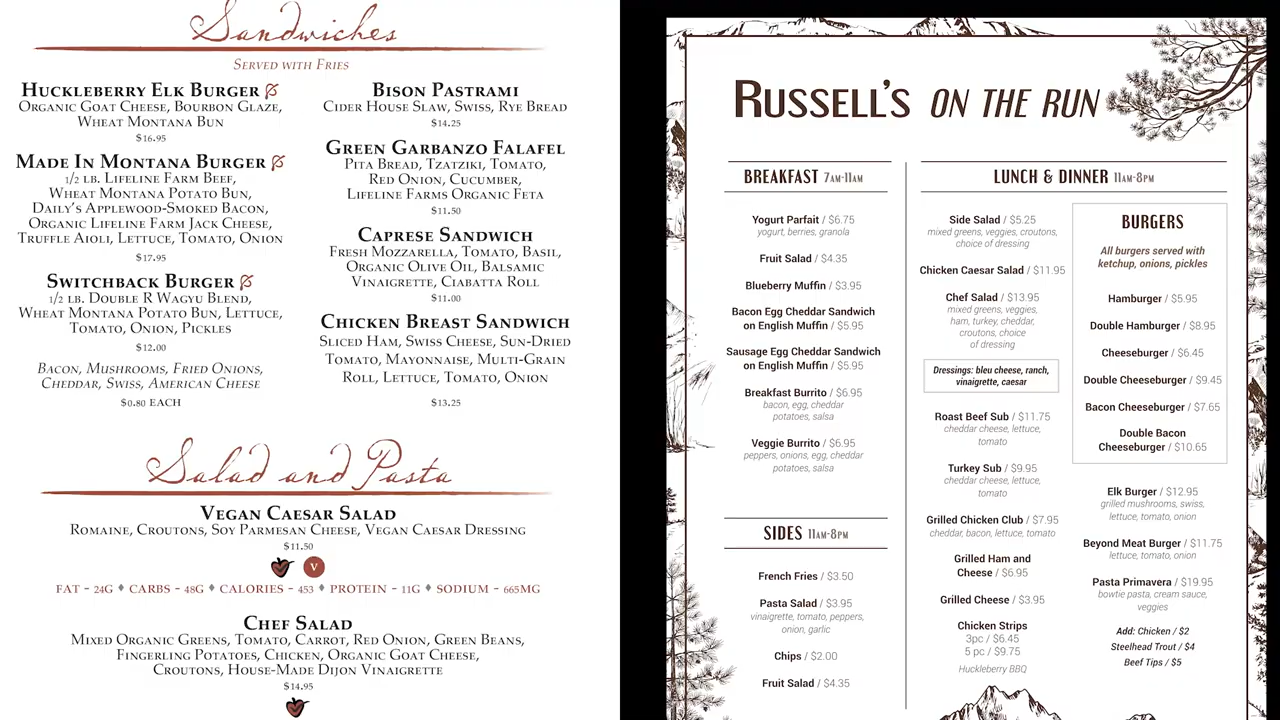 Sandwiches
Served with Fries
Huckleberry Elk Burger
Organic Goat Cheese, Bourbon Glaze,
Wheat Montana Bun
$16.95
Made In Montana Burger
1/2 lb. Lifeline Farm Beef,
Wheat Montana Potato Bun,
Daily's Applewood-Smoked Bacon,
Organic Lifeline Farm Jack Cheese,
Truffle Aioli, Lettuce, Tomato, Onion
$17.95
Switchback Burger
1/2 lb. Double R Wagyu Blend,
Wheat Montana Potato Bun, Lettuce,
Tomato, Onion, Pickles
$12.00
Bacon, Mushrooms, Fried Onions,
Cheddar, Swiss, American Cheese
$0.80 each
Bison Pastrami
Cider House Slaw, Swiss, Rye Bread
$14.25
Green Garbanzo Falafel
Pita Bread, Tzatziki, Tomato,
Red Onion, Cucumber,
Lifeline Farms Organic Feta
$11.50
Caprese Sandwich
Fresh Mozzarella, Tomato, Basil,
Organic Olive Oil, Balsamic
Vinaigrette, Ciabatta Roll
$11.00
Chicken Breast Sandwich
Sliced Ham, Swiss Cheese, Sun-Dried
Tomato, Mayonnaise, Multi-Grain
Roll, Lettuce, Tomato, Onion
$13.25
Salad and Pasta
Vegan Caesar Salad
Romaine, Croutons, Soy Parmesan Cheese, Vegan Caesar Dressing
$11.50
V
Fat - 24g ♦ Carbs - 48g ♦ Calories - 453 ♦ Protein - 11g ♦ Sodium - 665mg
Chef Salad
Mixed Organic Greens, Tomato, Carrot, Red Onion, Green Beans,
Fingerling Potatoes, Chicken, Organic Goat Cheese,
Croutons, House-Made Dijon Vinaigrette
$14.95
Russell's on the Run
BREAKFAST 7AM-11AM
Yogurt Parfait / $6.75
yogurt, berries, granola
Fruit Salad / $4.35
Blueberry Muffin / $3.95
Bacon Egg Cheddar Sandwich
on English Muffin / $5.95
Sausage Egg Cheddar Sandwich
on English Muffin / $5.95
Breakfast Burrito / $6.95
bacon, egg, cheddar
potatoes, salsa
Veggie Burrito / $6.95
peppers, onions, egg, cheddar
potatoes, salsa
SIDES 11AM-8PM
French Fries / $3.50
Pasta Salad / $3.95
vinaigrette, tomato, peppers,
onion, garlic
Chips / $2.00
Fruit Salad / $4.35
LUNCH & DINNER 11AM-8PM
Side Salad / $5.25
mixed greens, veggies, croutons,
choice of dressing
Chicken Caesar Salad / $11.95
Chef Salad / $13.95
mixed greens, veggies,
ham, turkey, cheddar,
croutons, choice
of dressing
Dressings: bleu cheese, ranch,
vinaigrette, caesar
Roast Beef Sub / $11.75
cheddar cheese, lettuce,
tomato
Turkey Sub / $9.95
cheddar cheese, lettuce,
tomato
Grilled Chicken Club / $7.95
cheddar, bacon, lettuce, tomato
Grilled Ham and
Cheese / $6.95
Grilled Cheese / $3.95
Chicken Strips
3pc / $6.45
5 pc / $9.75
Huckleberry BBQ
BURGERS
All burgers served with
ketchup, onions, pickles
Hamburger / $5.95
Double Hamburger / $8.95
Cheeseburger / $6.45
Double Cheeseburger / $9.45
Bacon Cheeseburger / $7.65
Double Bacon
Cheeseburger / $10.65
Elk Burger / $12.95
grilled mushrooms, swiss,
lettuce, tomato, onion
Beyond Meat Burger / $11.75
lettuce, tomato, onion
Pasta Primavera / $19.95
bowtie pasta, cream sauce,
veggies
Add: Chicken / $2
Steelhead Trout / $4
Beef Tips / $5